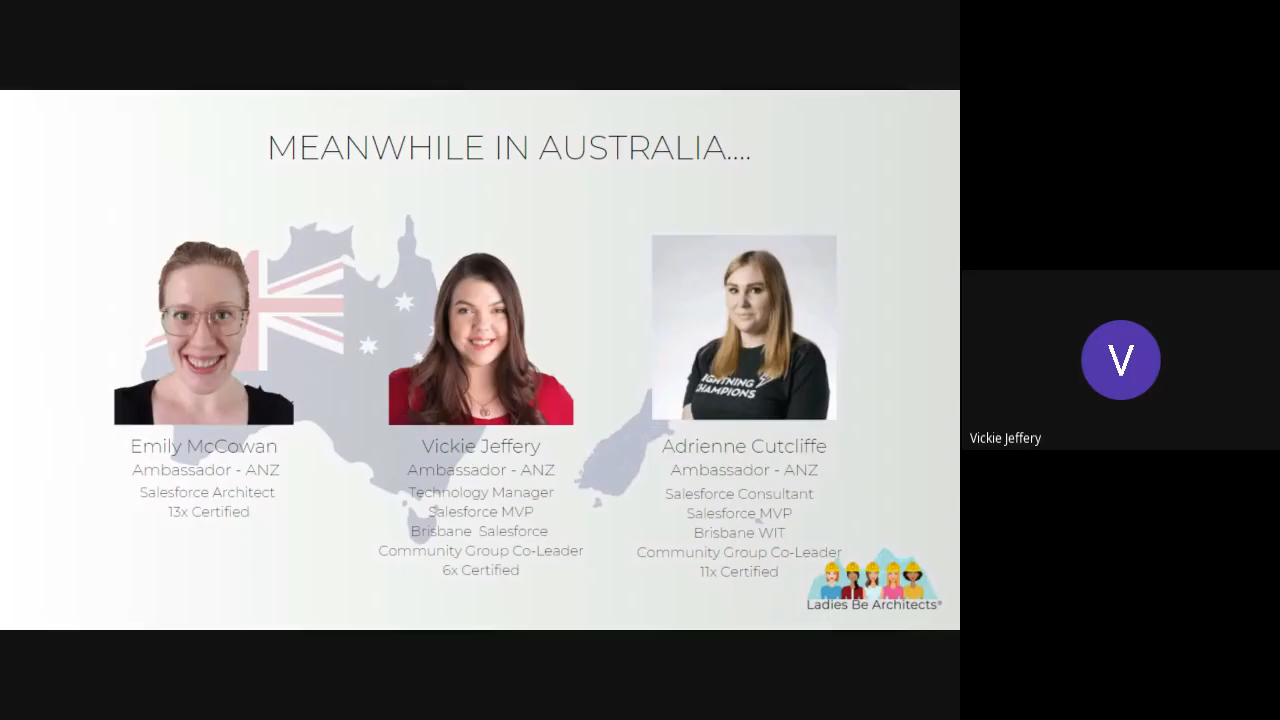 MEANWHILE IN AUSTRALIA....
LIGHTNING
CHAMPIONS
Emily McCowan
Ambassador - ANZ
Salesforce Architect
13x Certified
Vickie Jeffery
Ambassador - ANZ
Technology Manager
Salesforce MVP
Brisbane Salesforce
Community Group Co-Leader
6x Certified
Adrienne Cutcliffe
Ambassador - ANZ
Salesforce Consultant
Salesforce MVP
Brisbane WIT
Community Group Co-Leader
11x Certified
Ladies Be Architects®
V
Vickie Jeffery